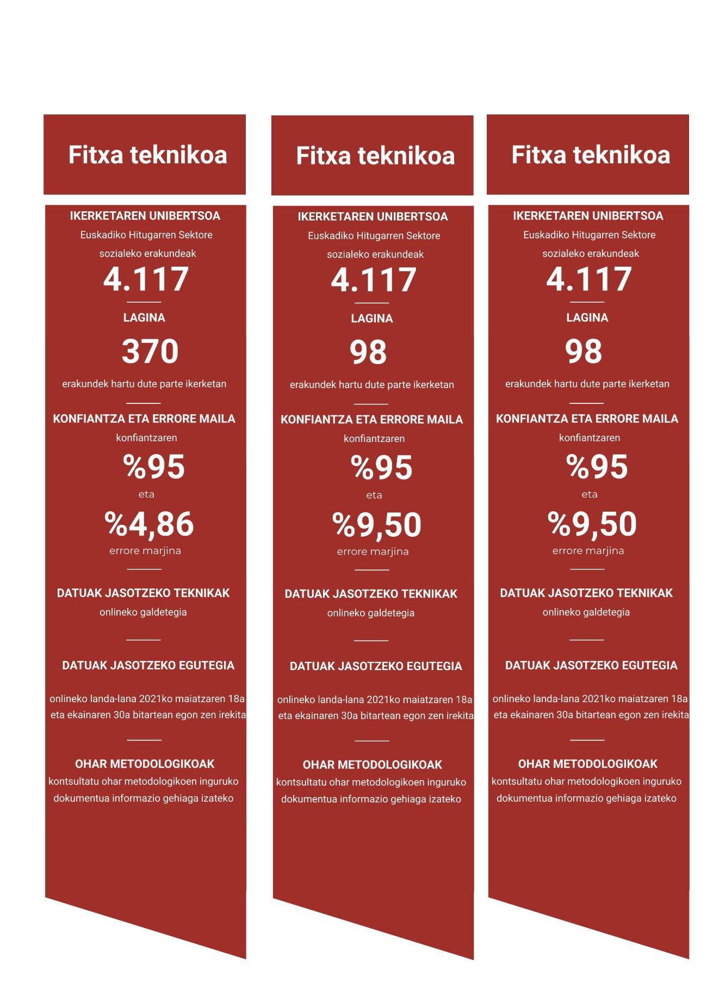 Fitxa teknikoa
IKERKETAREN UNIBERTSOA
Euskadiko Hitugarren Sektore
sozialeko erakundeak
4.117
LAGINA
370
erakundek hartu dute parte ikerketan
KONFIANTZA ETA ERRORE MAILA
konfiantzaren
%95
eta
%4,86
errore marjina
DATUAK JASOTZEKO TEKNIKAK
onlineko galdetegia
DATUAK JASOTZEKO EGUTEGIA
onlineko landa-lana 2021ko maiatzaren 18a
eta ekainaren 30a bitartean egon zen irekita
OHAR METODOLOGIKOAK
kontsultatu ohar metodologikoen inguruko
dokumentua informazio gehiaga izateko
Fitxa teknikoa
IKERKETAREN UNIBERTSOA
Euskadiko Hitugarren Sektore
sozialeko erakundeak
4.117
LAGINA
98
erakundek hartu dute parte ikerketan
KONFIANTZA ETA ERRORE MAILA
konfiantzaren
%95
eta
%9,50
errore marjina
DATUAK JASOTZEKO TEKNIKAK
onlineko galdetegia
DATUAK JASOTZEKO EGUTEGIA
onlineko landa-lana 2021ko maiatzaren 18a
eta ekainaren 30a bitartean egon zen irekita
OHAR METODOLOGIKOAK
kontsultatu ohar metodologikoen inguruko
dokumentua informazio gehiaga izateko
Fitxa teknikoa
IKERKETAREN UNIBERTSOA
Euskadiko Hitugarren Sektore
sozialeko erakundeak
4.117
LAGINA
98
erakundek hartu dute parte ikerketan
KONFIANTZA ETA ERRORE MAILA
konfiantzaren
%95
eta
%9,50
errore marjina
DATUAK JASOTZEKO TEKNIKAK
onlineko galdetegia
DATUAK JASOTZEKO EGUTEGIA
onlineko landa-lana 2021ko maiatzaren 18a
eta ekainaren 30a bitartean egon zen irekita
OHAR METODOLOGIKOAK
kontsultatu ohar metodologikoen inguruko
dokumentua informazio gehiaga izateko